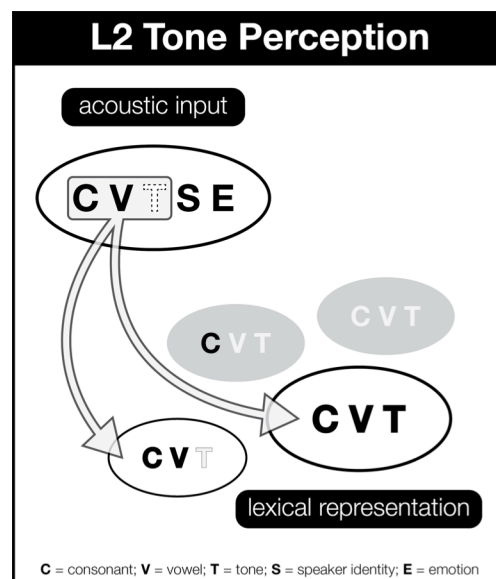 L2 Tone Perception
acoustic input
C V T S E
C V T
C V T
C V T
C V T
lexical representation
C = consonant; V = vowel; T = tone; S = speaker identity; E = emotion